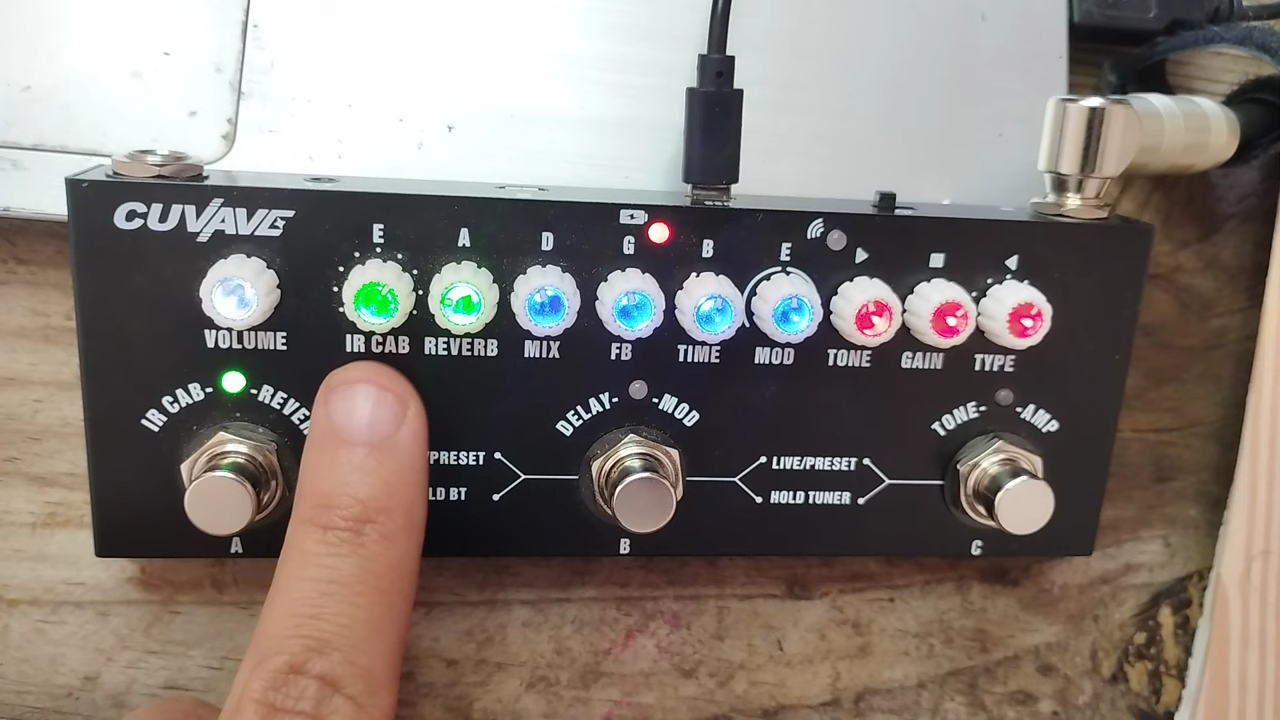 CUVAVE
E A D G B E
VOLUME IR CAB REVERB MIX FB TIME MOD TONE GAIN TYPE
IR CAB- -REVER
DELAY- -MOD
TONE- -AMP
/PRESET
LD BT
LIVE/PRESET
HOLD TUNER
A B C